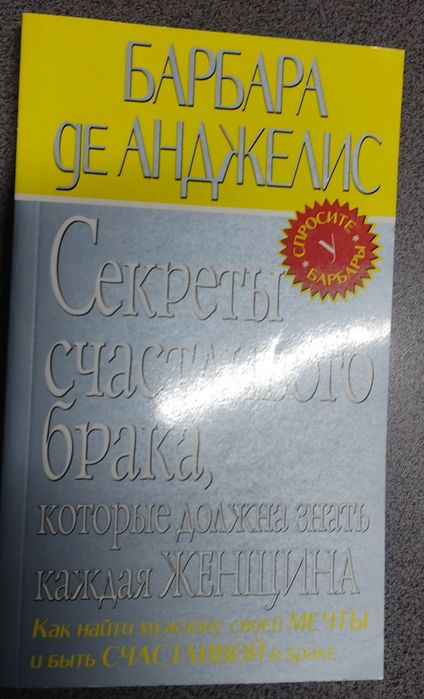 БАРБАРА
ДЕ АНДЖЕЛИС
СПРОСИТЕ
У
БАРБАРЫ
Секреты
счастливого
брака,
которые должна знать
каждая ЖЕНЩИНА
Как найти мужчину своей МЕЧТЫ
и быть СЧАСТЛИВОЙ в браке